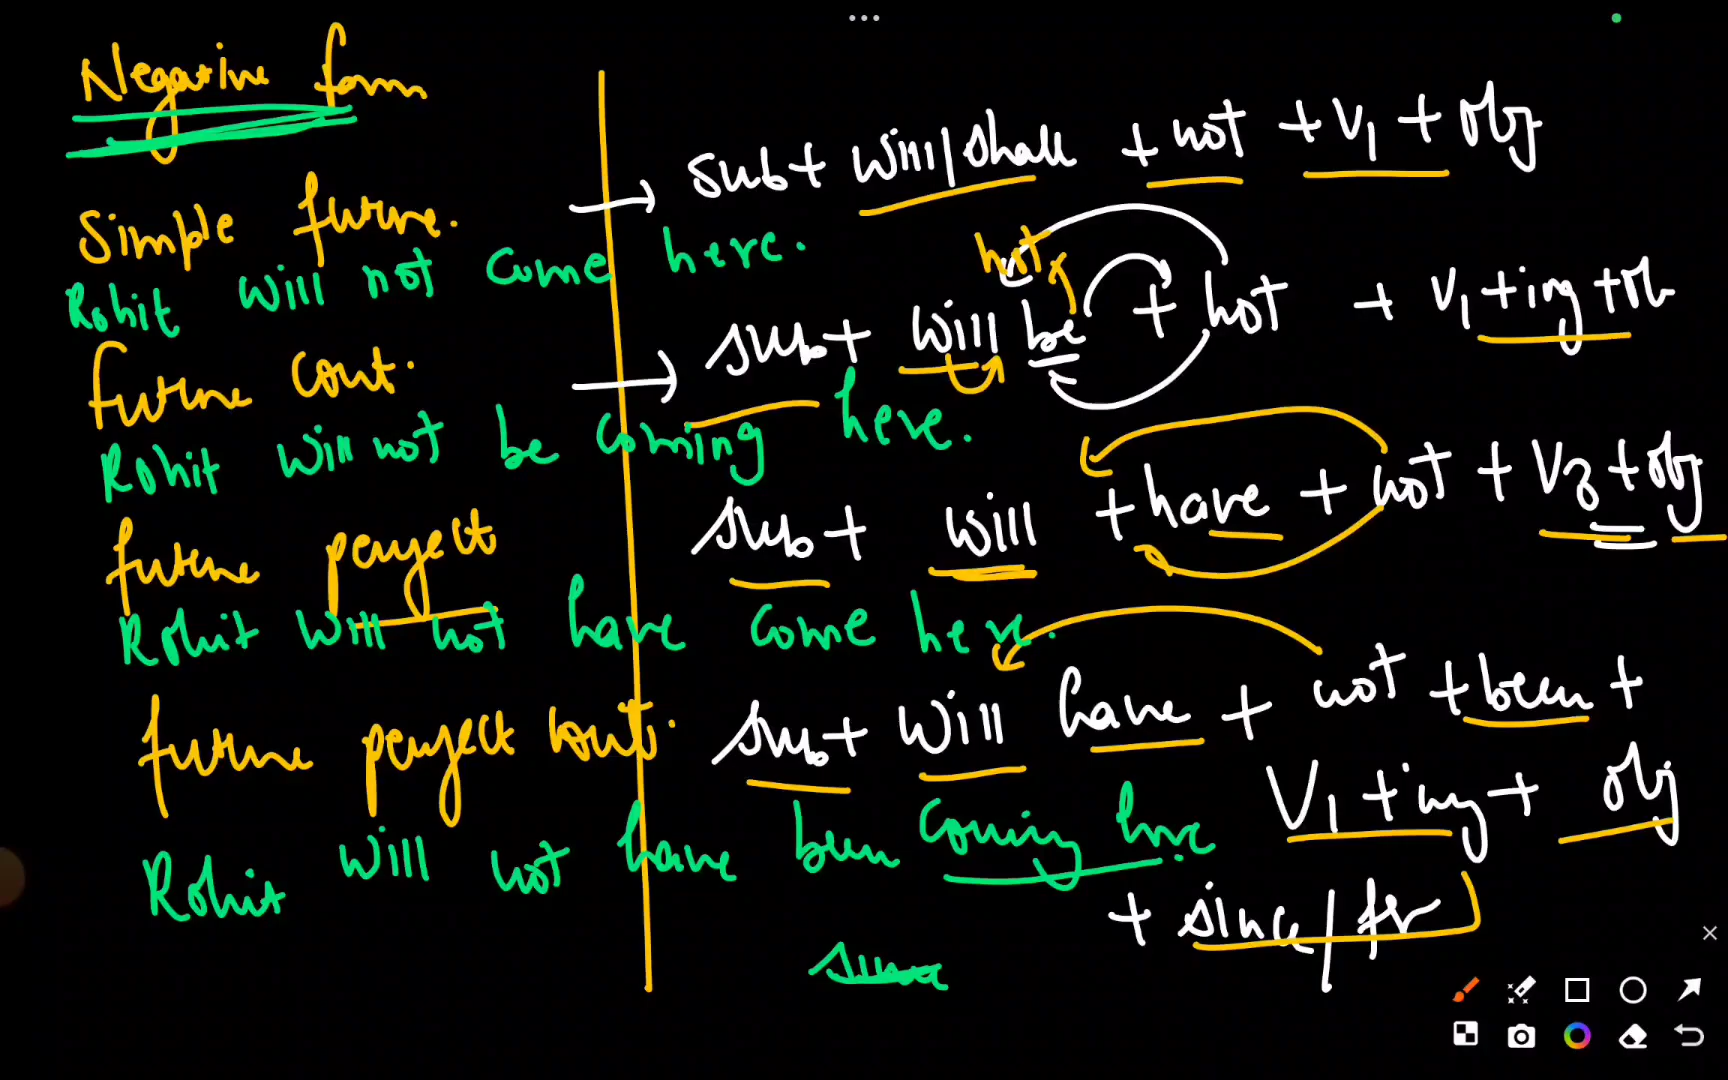 Negative form
sub + will/shall + not + V1 + obj
Simple future.
Rohit will not come here.
not
sub + will be + not + V1 + ing + ob
future cont.
Rohit will not be coming here.
sub + will + have + not + V3 + obj
future perfect
Rohit will not have come here.
sub + will have + not + been +
future perfect cont.
V1 + ing + obj
Rohit will not have been coming here
+ since/for